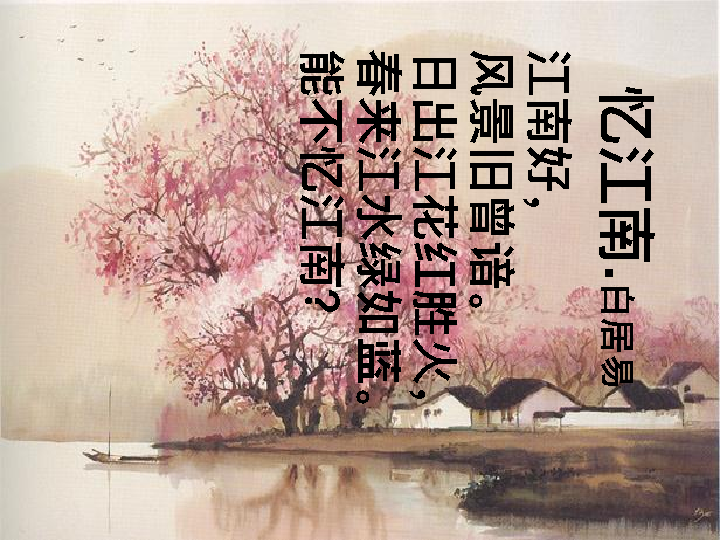 忆江南.白居易
江南好，
风景旧曾谙。
日出江花红胜火，
春来江水绿如蓝。
能不忆江南？